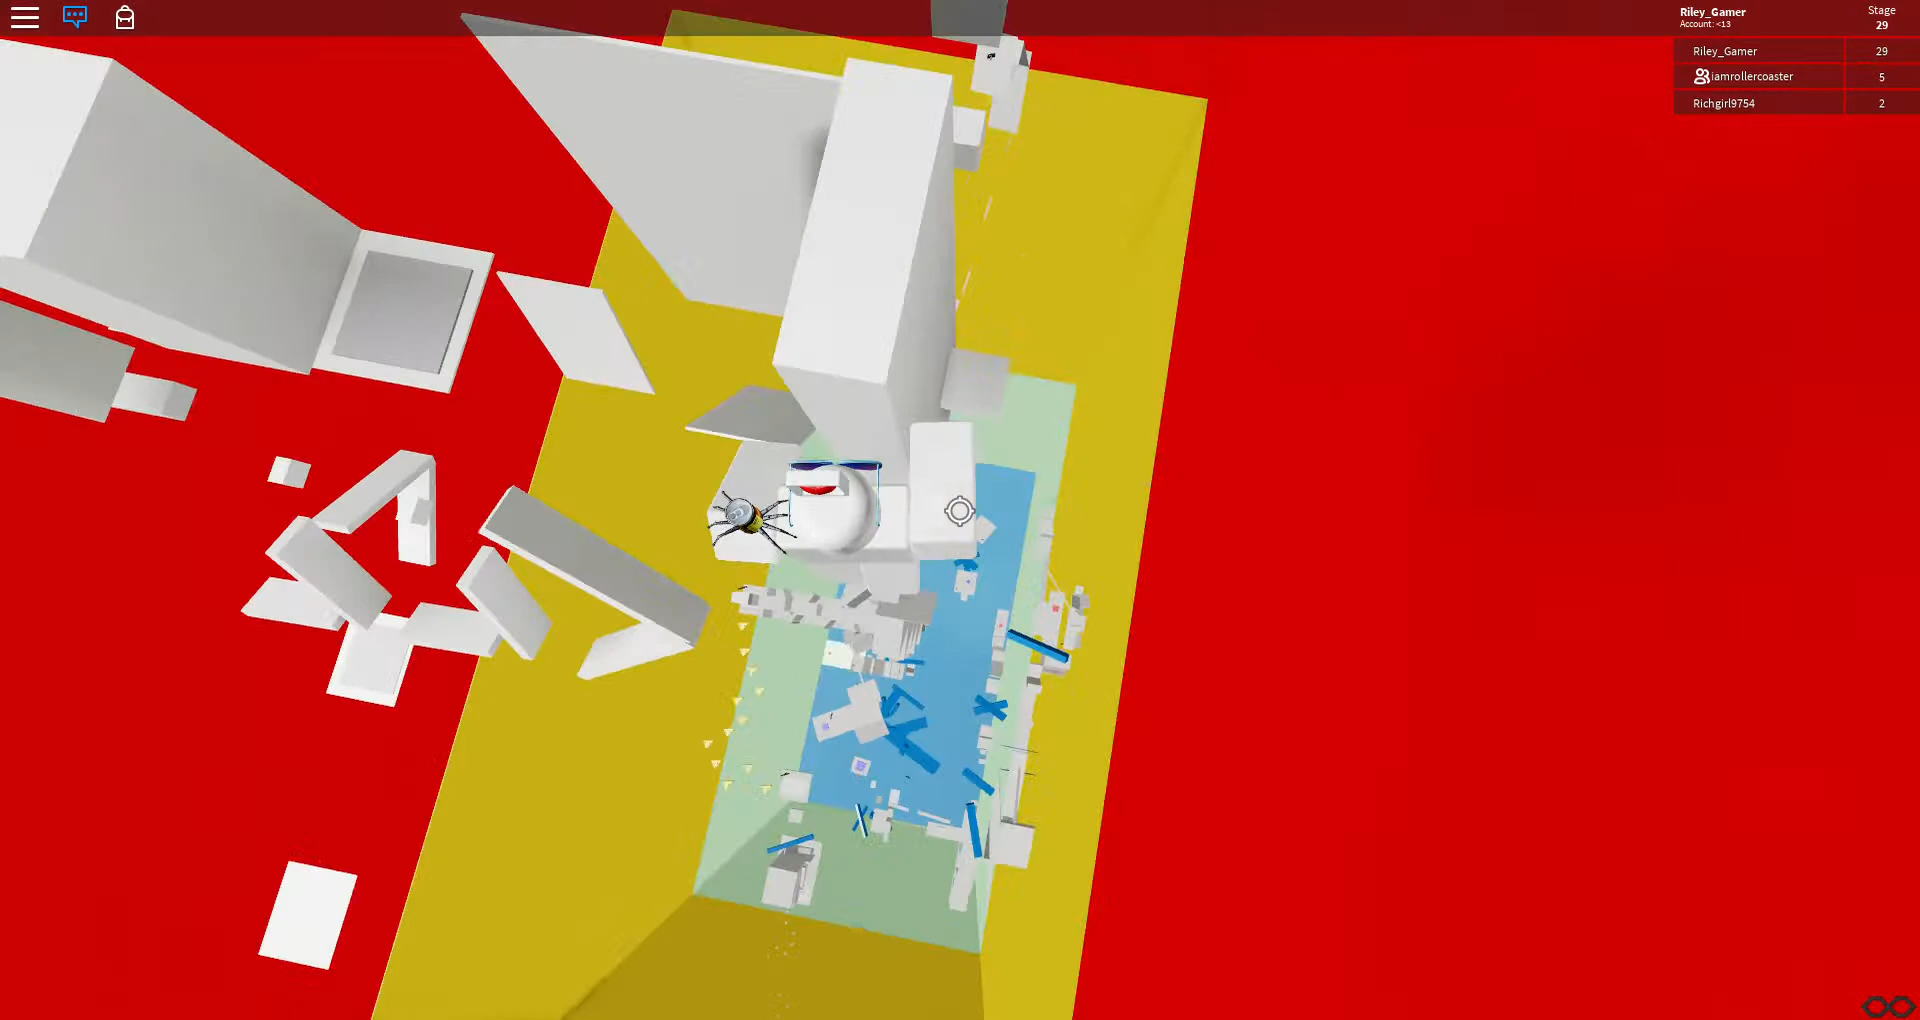 Riley_Gamer
Account: <13
Stage
29
Riley_Gamer 29
iamrollercoaster 5
Richgirl9754 2